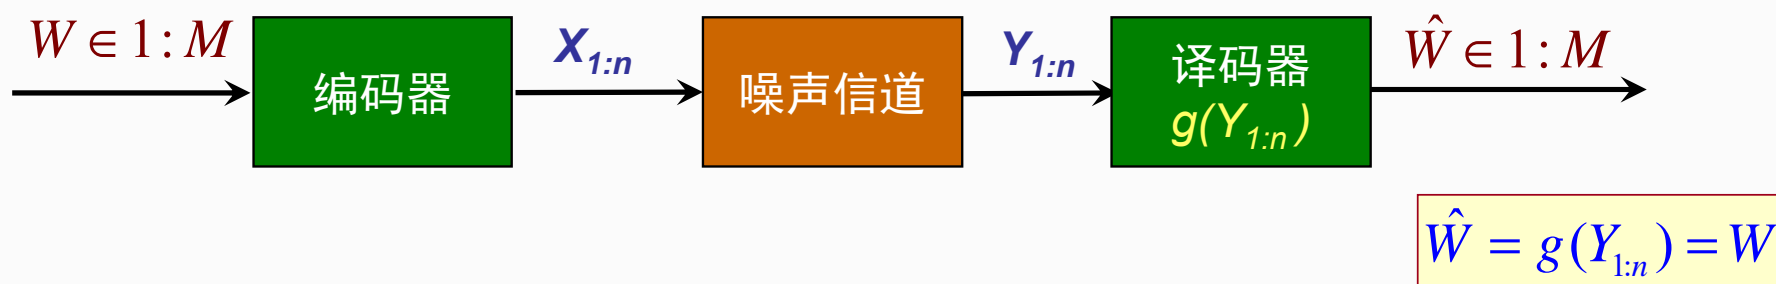 W ∈ 1 : M
编码器
X1:n
噪声信道
Y1:n
译码器
g(Y1:n)
Ŵ ∈ 1 : M
Ŵ = g(Y1:n) = W